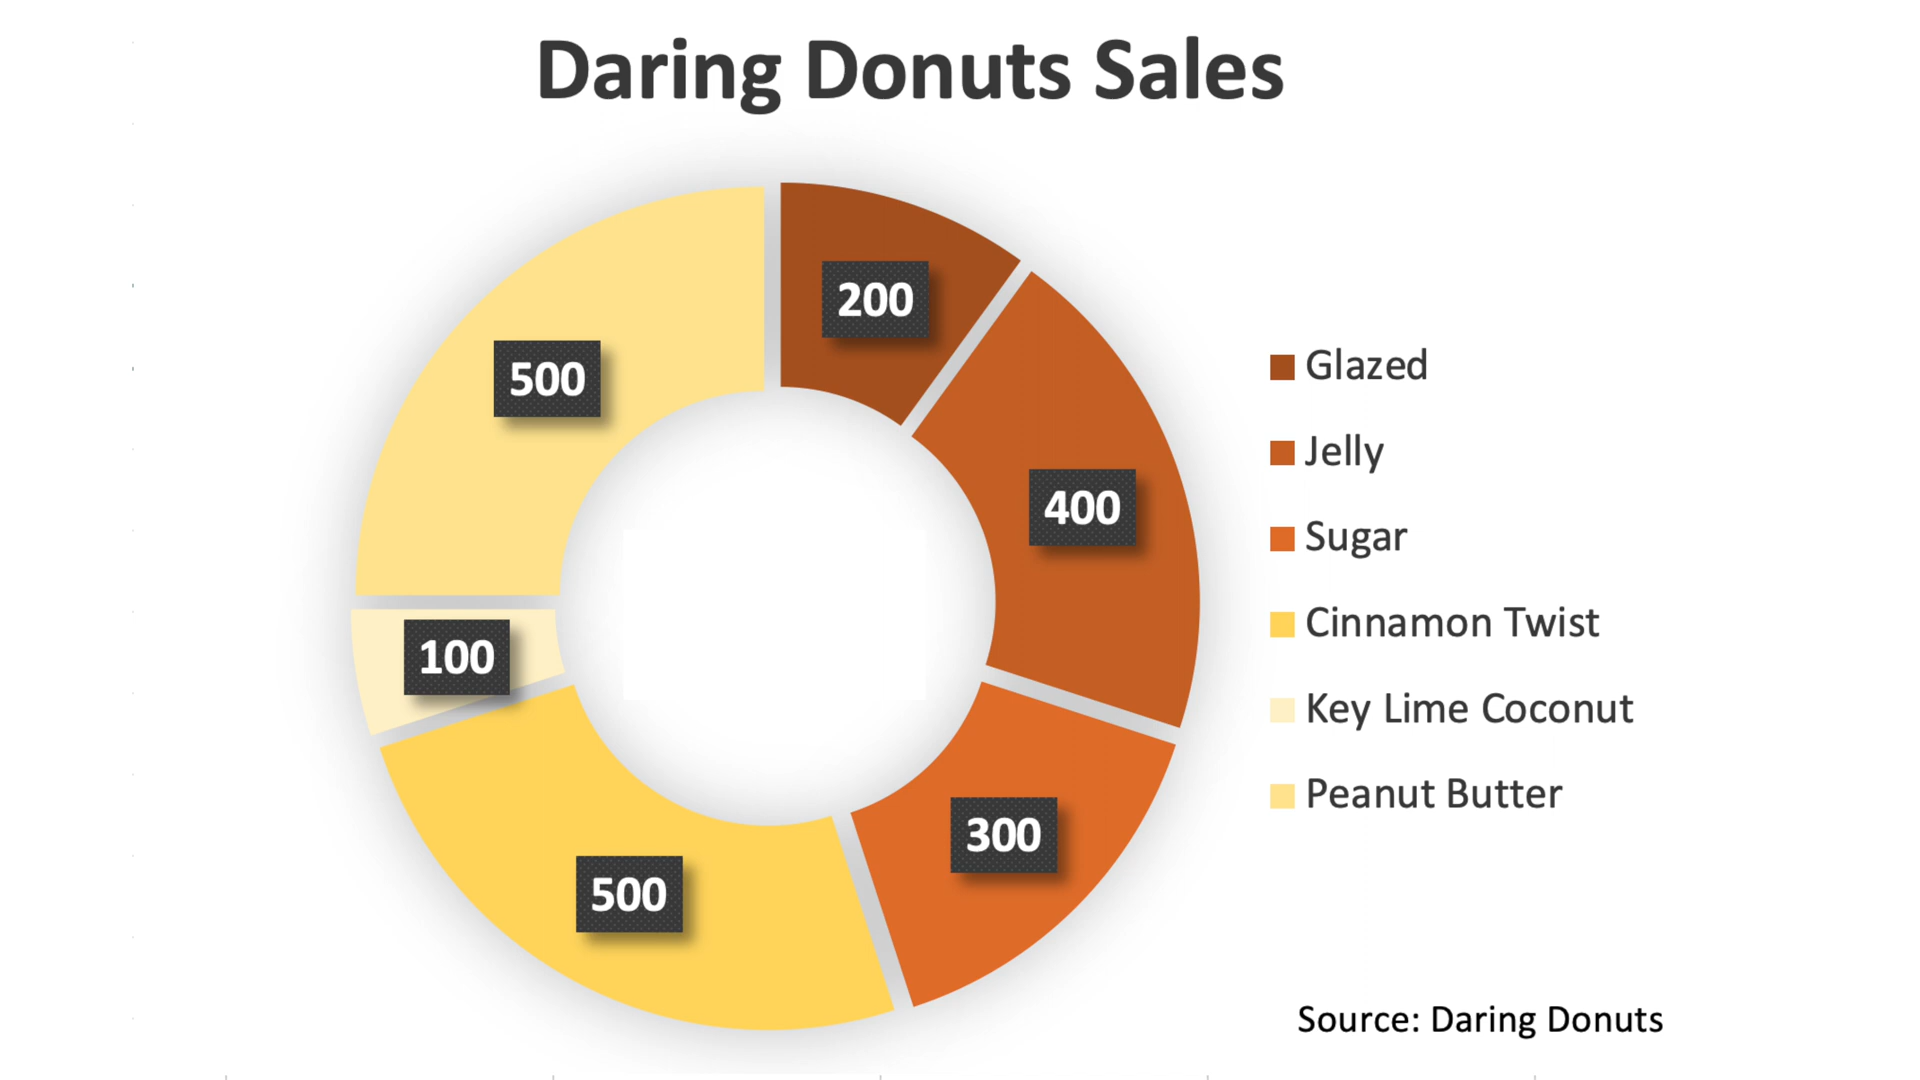 Daring Donuts Sales
200
400
300
500
100
500
Glazed
Jelly
Sugar
Cinnamon Twist
Key Lime Coconut
Peanut Butter
Source: Daring Donuts